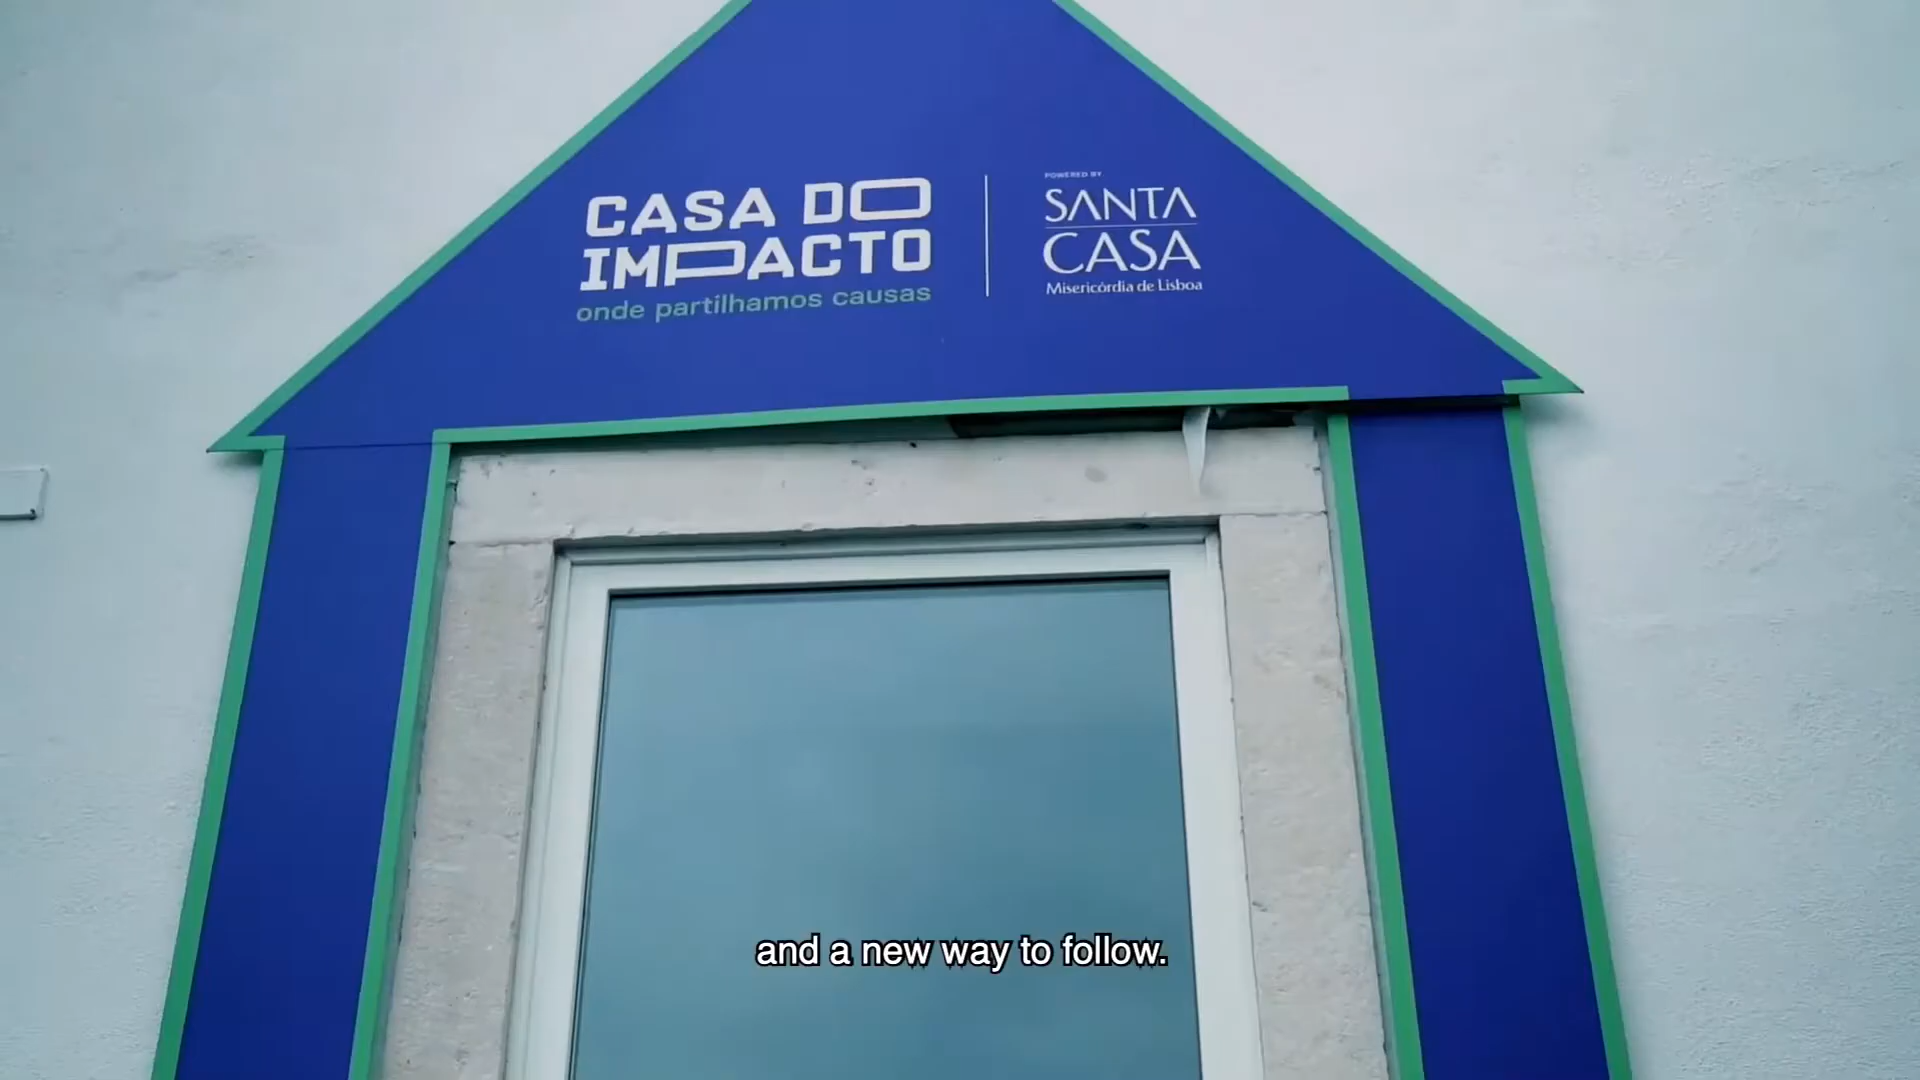 CASA DO
IMPACTO
onde partilhamos causas
POWERED BY
SANTA
CASA
Misericórdia de Lisboa
and a new way to follow.